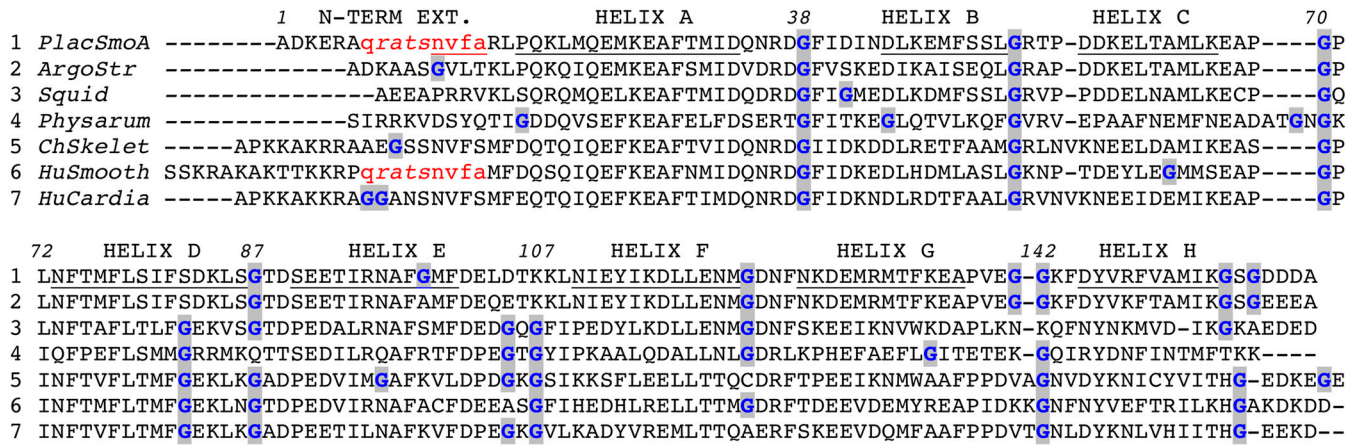 1 N-TERM EXT. HELIX A 38 HELIX B HELIX C 70
1 PlacSmoA --------ADKERAqratsnvfaRLPQKLMQEMKEAFTMIDQNRDGFIDINDLKEMFSSLGRTP-DDKELTAMLKEAP----GP
2 ArgoStr -------------ADKAASGVLTKLPQKQIQEMKEAFSMIDVDRDGFVSKEDIKAISEQLGRAP-DDKELTAMLKEAP----GP
3 Squid ---------------AEEAPRRVKLSQRQMQELKEAFTMIDQDRDGFIGMEDLKDMFSSLGRVP-PDDELNAMLKECP----GQ
4 Physarum -------------SIRRKVDSYQTIGDDQVSEFKEAFELFDSERTGFITKEGLQTVLKQFGVRV-EPAAFNEMFNEADATGNGK
5 ChSkelet -----APKKAKRRAAEGSSNVFSMFDQTQIQEFKEAFTVIDQNRDGIIDKDDLRETFAAMGRLNVKNEELDAMIKEAS----GP
6 HuSmooth SSKRAKAKTTKKRPqratsnvfaMFDQSQIQEFKEAFNMIDQNRDGFIDKEDLHDMLASLGKNP-TDEYLEGMMSEAP----GP
7 HuCardia -----APKKAKKRAGGANSNVFSMFEQTQIQEFKEAFTIMDQNRDGFIDKNDLRDTFAALGRVNVKNEEIDEMIKEAP----GP
72 HELIX D 87 HELIX E 107 HELIX F HELIX G 142 HELIX H
1 LNFTMFLSIFSDKLSGTDSEETIRNAFGMFDELDTKKLNIEYIKDLLENMGDNFNKDEMRMTFKEAPVEG-GKFDYVRFVAMIKGSGDDDA
2 LNFTMFLSIFSDKLSGTDSEETIRNAFAMFDEQETKKLNIEYIKDLLENMGDNFNKDEMRMTFKEAPVEG-GKFDYVKFTAMIKGSGEEEA
3 LNFTAFLTLFGEKVSGTDPEDALRNAFSMFDEDGQGFIPEDYLKDLLENMGDNFSKEEIKNVWKDAPLKN-KQFNYNKMVD-IKGKAEDED
4 IQFPEFLSMMGRRMKQTTSEDILRQAFRTFDPEGTGYIPKAALQDALLNLGDRLKPHEFAEFLGITETEK-GQIRYDNFINTMFTKK----
5 INFTVFLTMFGEKLKGADPEDVIMGAFKVLDPDGKGSIKKSFLEELLTTQCDRFTPEEIKNMWAAFPPDVAGNVDYKNICYVITHG-EDKEGE
6 INFTMFLTMFGEKLNGTDPEDVIRNAFACFDEEASGFIHEDHLRELLTTMGDRFTDEEVDEMYREAPIDKKGNFNYVEFTRILKHGAKDKDD-
7 INFTVFLTMFGEKLKGADPEETILNAFKVFDPEGKGVLKADYVREMLTTQAERFSKEEVDQMFAAFPPDVTGNLDYKNLVHIITHGEEKD-